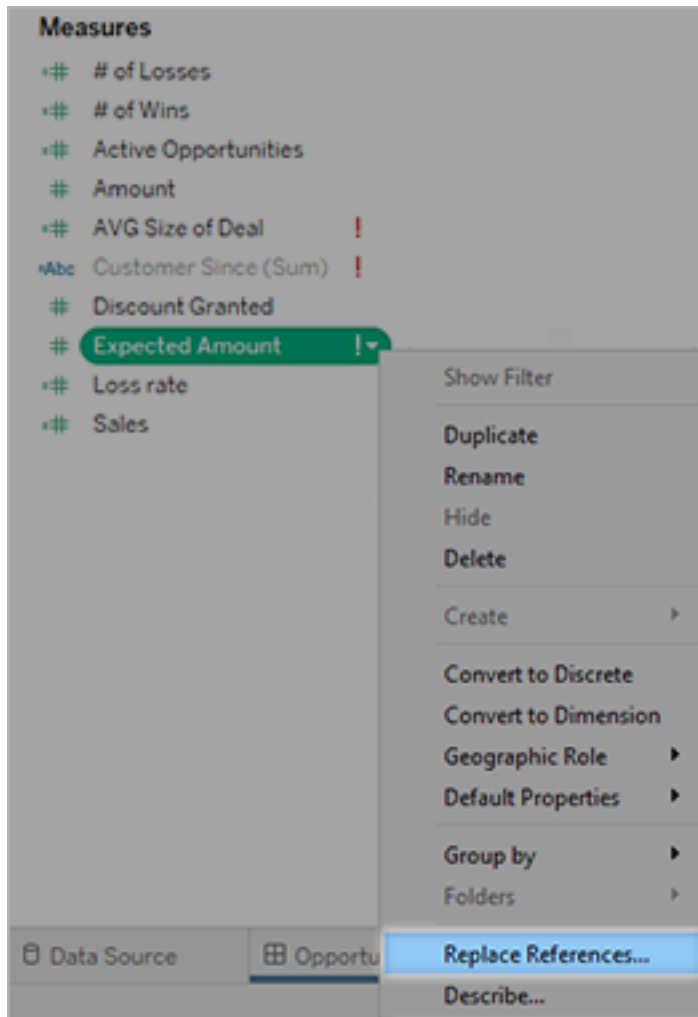 Measures
# of Losses
# of Wins
Active Opportunities
Amount
AVG Size of Deal !
Abc Customer Since (Sum) !
Discount Granted
Expected Amount !
Loss rate
Sales
Show Filter
Duplicate
Rename
Hide
Delete
Create
Convert to Discrete
Convert to Dimension
Geographic Role
Default Properties
Group by
Folders
Replace References...
Describe...
Data Source
Opportu